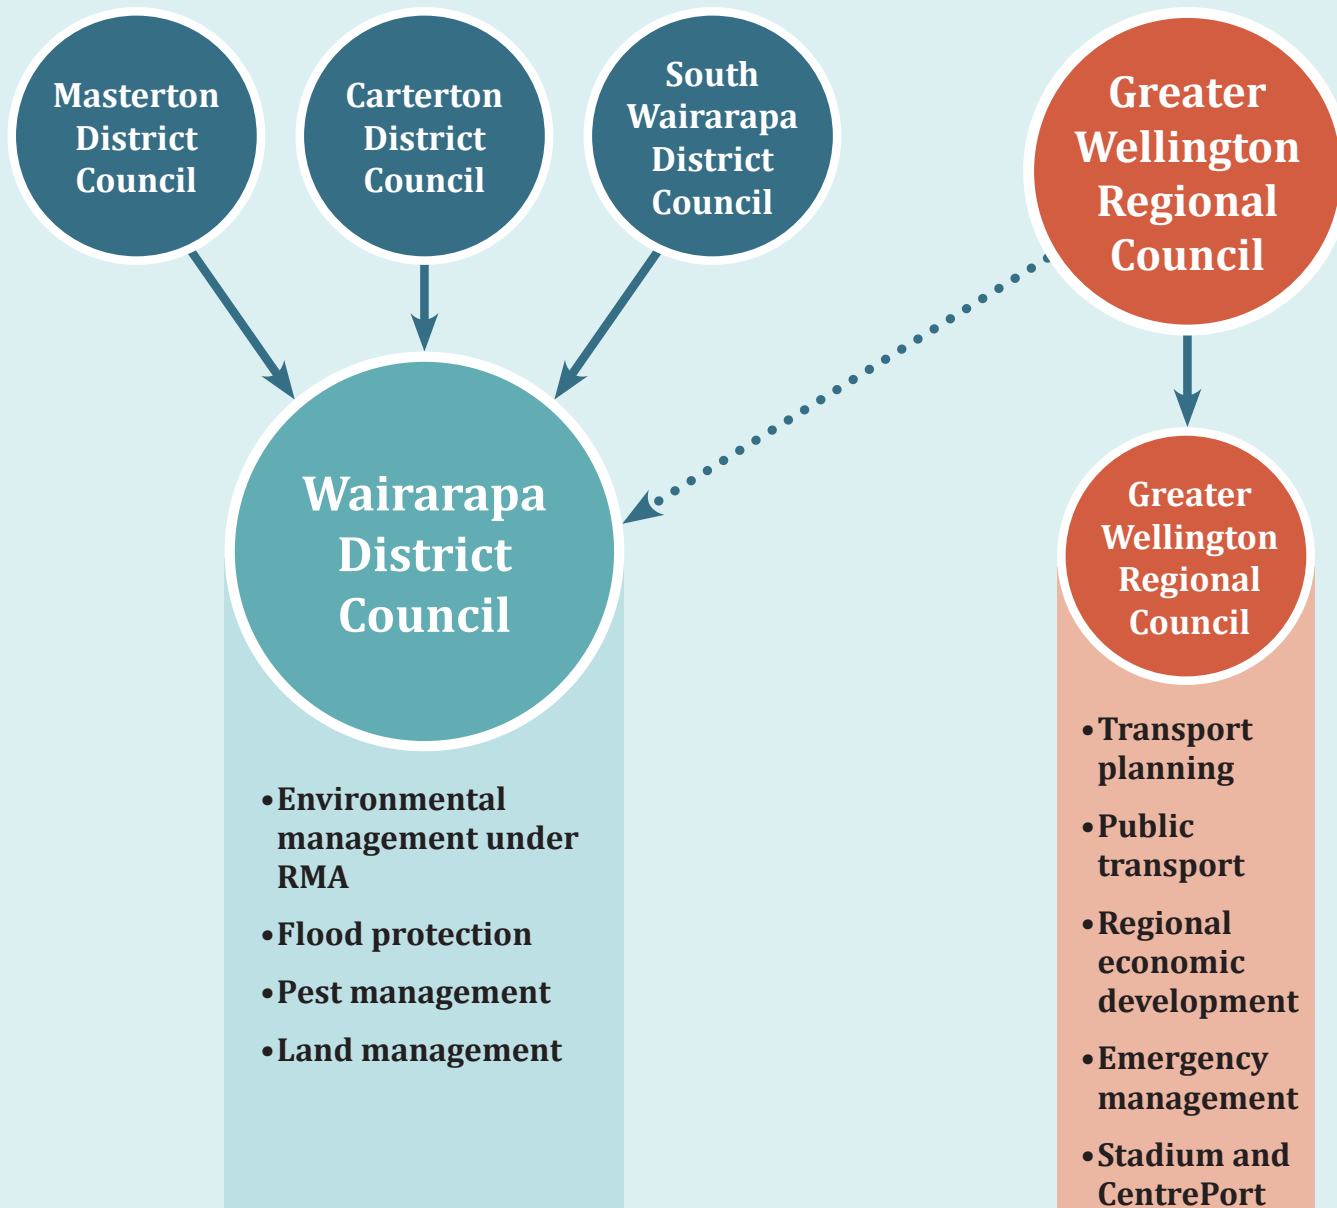 Masterton
District
Council
Carterton
District
Council
South
Wairarapa
District
Council
Greater
Wellington
Regional
Council
Wairarapa
District
Council
Greater
Wellington
Regional
Council
•Environmental
management under
RMA
•Flood protection
•Pest management
•Land management
•Transport
planning
•Public
transport
•Regional
economic
development
•Emergency
management
•Stadium and
CentrePort